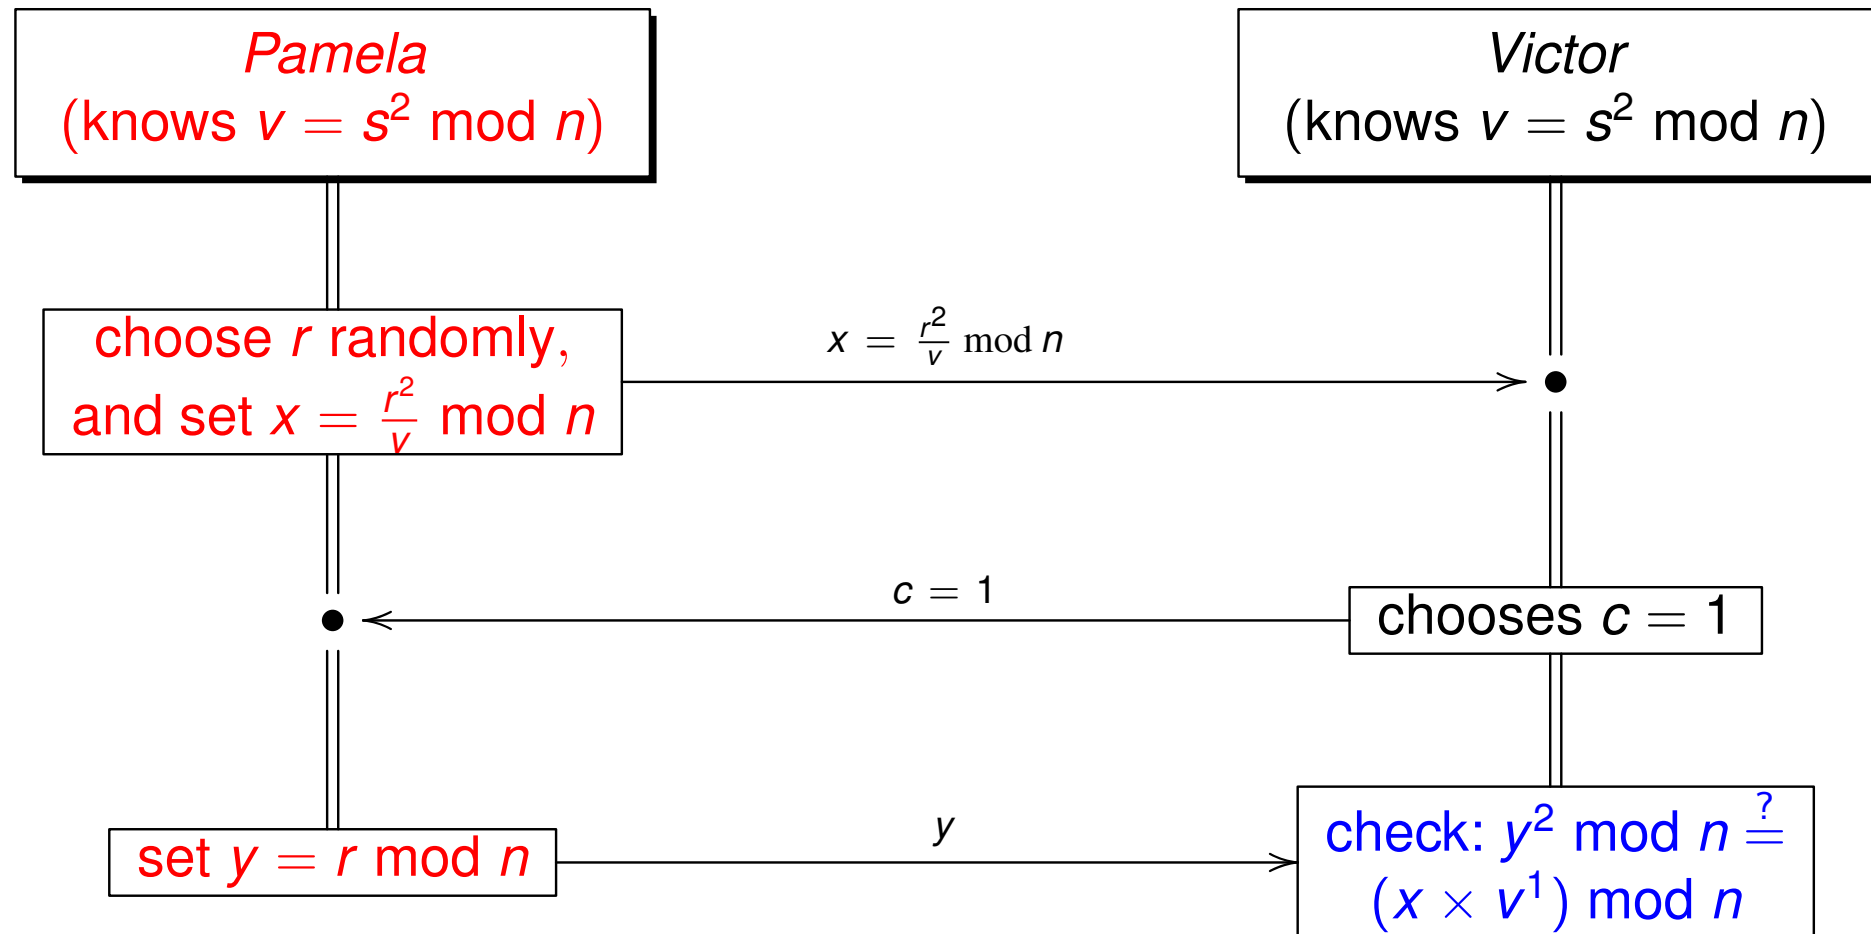 Pamela
(knows v = s² mod n)
Victor
(knows v = s² mod n)
choose r randomly,
and set x = r²/v mod n
x = r²/v mod n
c = 1
chooses c = 1
set y = r mod n
y
check: y² mod n ≟
(x × v¹) mod n